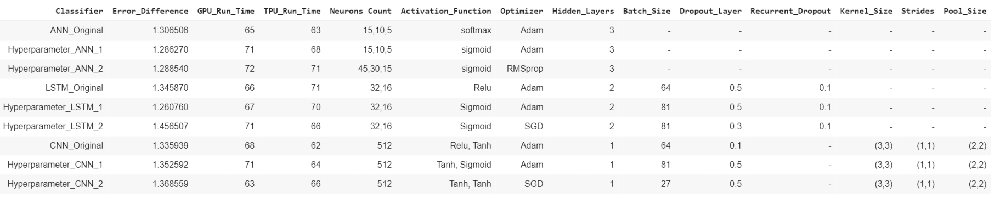 Classifier Error_Difference GPU_Run_Time TPU_Run_Time Neurons Count Activation_Function Optimizer Hidden_Layers Batch_Size Dropout_Layer Recurrent_Dropout Kernel_Size Strides Pool_Size
ANN_Original 1.306506 65 63 15,10,5 softmax Adam 3 - - - - - -
Hyperparameter_ANN_1 1.286270 71 68 15,10,5 sigmoid Adam 3 - - - - - -
Hyperparameter_ANN_2 1.288540 72 71 45,30,15 sigmoid RMSprop 3 - - - - - -
LSTM_Original 1.345870 66 71 32,16 Relu Adam 2 64 0.5 0.1 - - -
Hyperparameter_LSTM_1 1.260760 67 70 32,16 Sigmoid Adam 2 81 0.5 0.1 - - -
Hyperparameter_LSTM_2 1.456507 71 66 32,16 Sigmoid SGD 2 81 0.3 0.1 - - -
CNN_Original 1.335939 68 62 512 Relu, Tanh Adam 1 64 0.1 - (3,3) (1,1) (2,2)
Hyperparameter_CNN_1 1.352592 71 64 512 Tanh, Sigmoid Adam 1 81 0.5 - (3,3) (1,1) (2,2)
Hyperparameter_CNN_2 1.368559 63 66 512 Tanh, Tanh SGD 1 27 0.5 - (3,3) (1,1) (2,2)